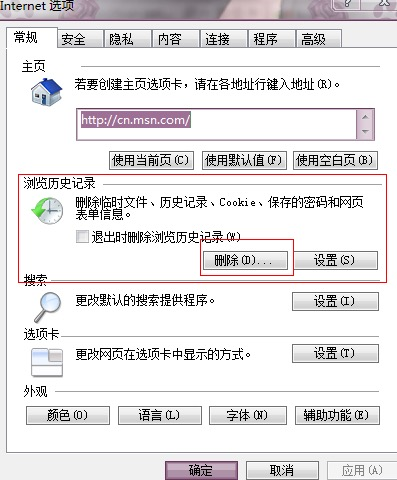 Internet 选项
常规 安全 隐私 内容 连接 程序 高级
主页
若要创建主页选项卡，请在各地址行键入地址(R)。
http://cn.msn.com/
使用当前页(C) 使用默认值(F) 使用空白页(B)
浏览历史记录
删除临时文件、历史记录、Cookie、保存的密码和网页
表单信息。
退出时删除浏览历史记录(W)
删除(D)... 设置(S)
搜索
更改默认的搜索提供程序。 设置(I)
选项卡
更改网页在选项卡中显示的方式。 设置(T)
外观
颜色(O) 语言(L) 字体(N) 辅助功能(E)
确定 取消 应用(A)